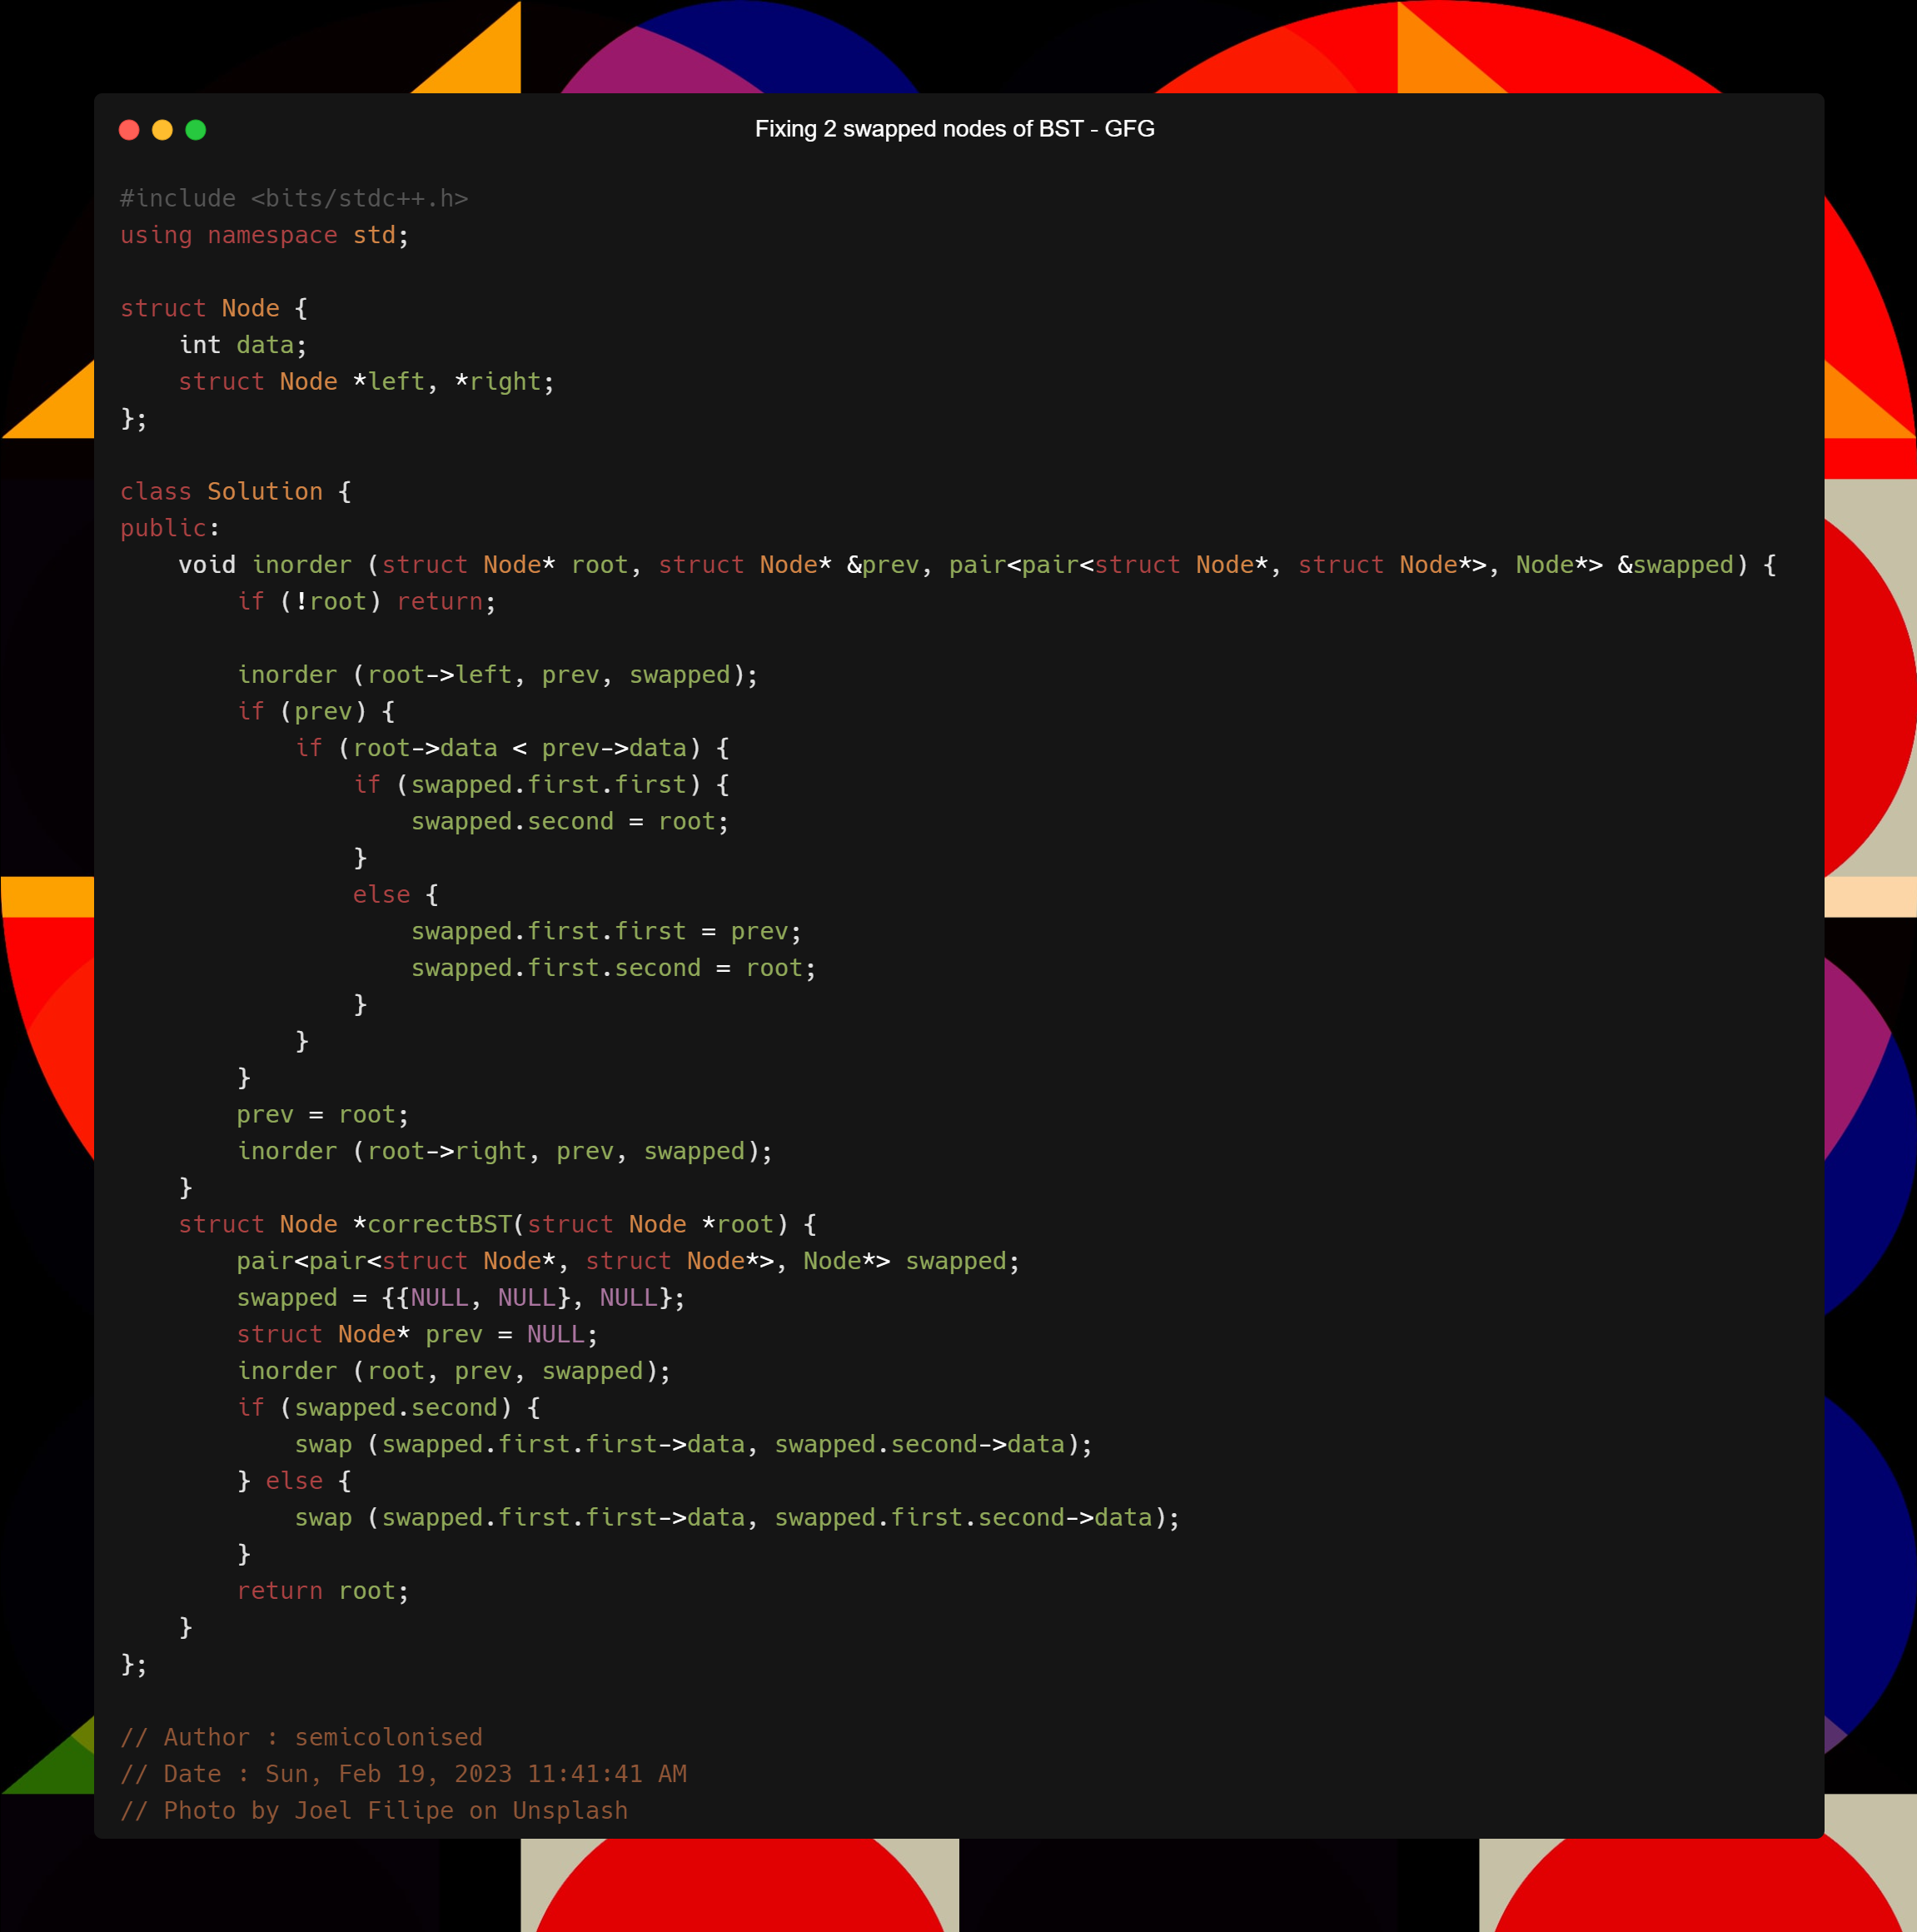 Fixing 2 swapped nodes of BST - GFG
#include <bits/stdc++.h>
using namespace std;

struct Node {
    int data;
    struct Node *left, *right;
};

class Solution {
public:
    void inorder (struct Node* root, struct Node* &prev, pair<pair<struct Node*, struct Node*>, Node*> &swapped) {
        if (!root) return;

        inorder (root->left, prev, swapped);
        if (prev) {
            if (root->data < prev->data) {
                if (swapped.first.first) {
                    swapped.second = root;
                }
                else {
                    swapped.first.first = prev;
                    swapped.first.second = root;
                }
            }
        }
        prev = root;
        inorder (root->right, prev, swapped);
    }
    struct Node *correctBST(struct Node *root) {
        pair<pair<struct Node*, struct Node*>, Node*> swapped;
        swapped = {{NULL, NULL}, NULL};
        struct Node* prev = NULL;
        inorder (root, prev, swapped);
        if (swapped.second) {
            swap (swapped.first.first->data, swapped.second->data);
        } else {
            swap (swapped.first.first->data, swapped.first.second->data);
        }
        return root;
    }
};

// Author : semicolonised
// Date : Sun, Feb 19, 2023 11:41:41 AM
// Photo by Joel Filipe on Unsplash